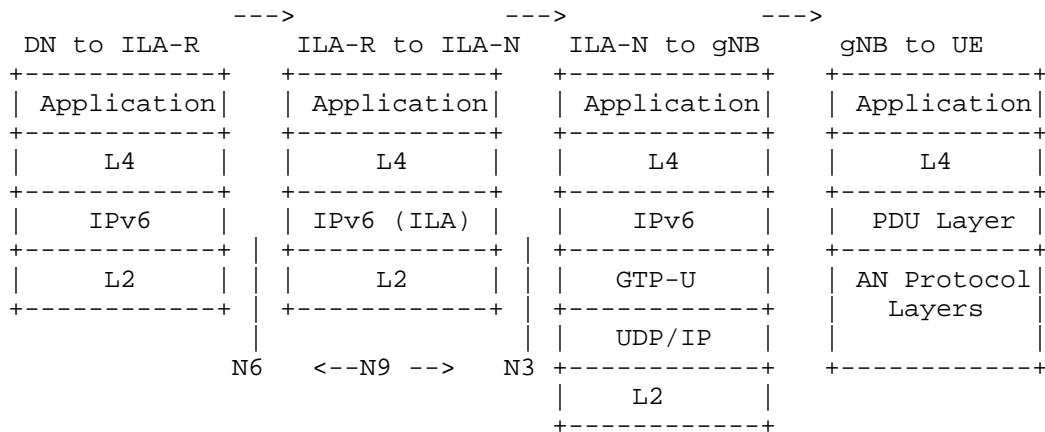 --->                --->                 --->
 DN to ILA-R        ILA-R to ILA-N   ILA-N to gNB      gNB to UE
+------------+    +------------+    +------------+    +------------+
| Application|    | Application|    | Application|    | Application|
+------------+    +------------+    +------------+    +------------+
|     L4     |    |     L4     |    |     L4     |    |     L4     |
+------------+    +------------+    +------------+    +------------+
|    IPv6    |    | IPv6 (ILA) |    |    IPv6    |    |  PDU Layer |
+------------+ |  +------------+ |  +------------+    +------------+
|     L2     | |  |     L2     | |  |   GTP-U    |    | AN Protocol|
+------------+ |  +------------+ |  +------------+    |   Layers   |
               |                 |  |   UDP/IP   |    |            |
              N6    <--N9 -->   N3  +------------+    +------------+
                                    |    L2      |
                                    +------------+